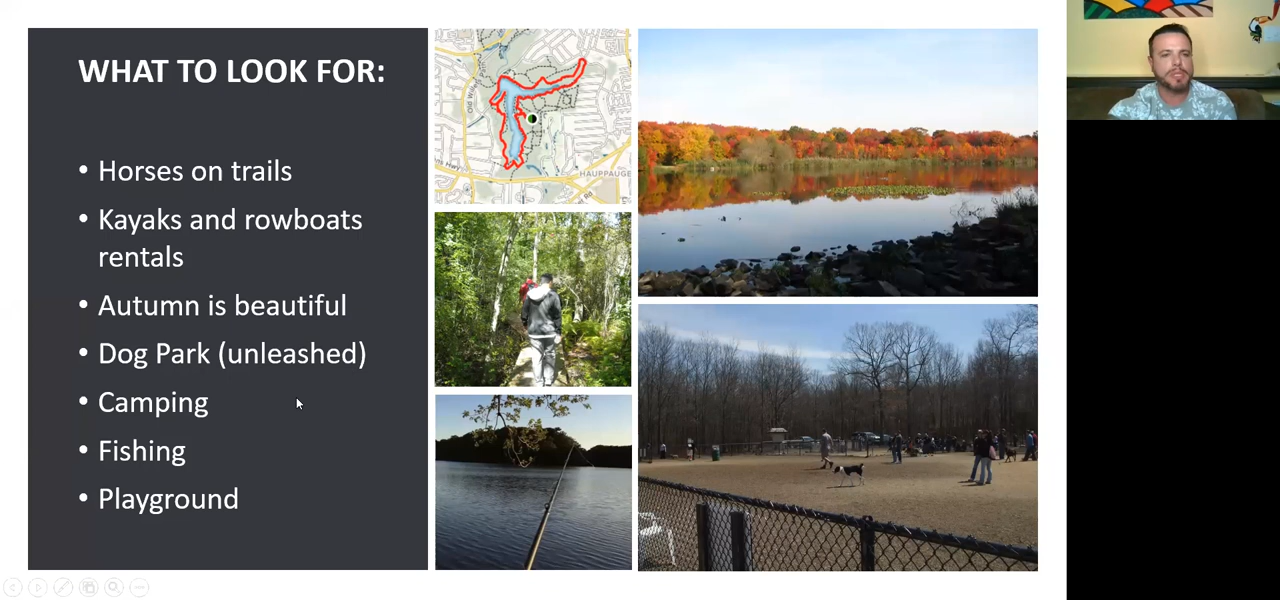 WHAT TO LOOK FOR:
• Horses on trails
• Kayaks and rowboats
rentals
• Autumn is beautiful
• Dog Park (unleashed)
• Camping
• Fishing
• Playground
HAUPPAUGE